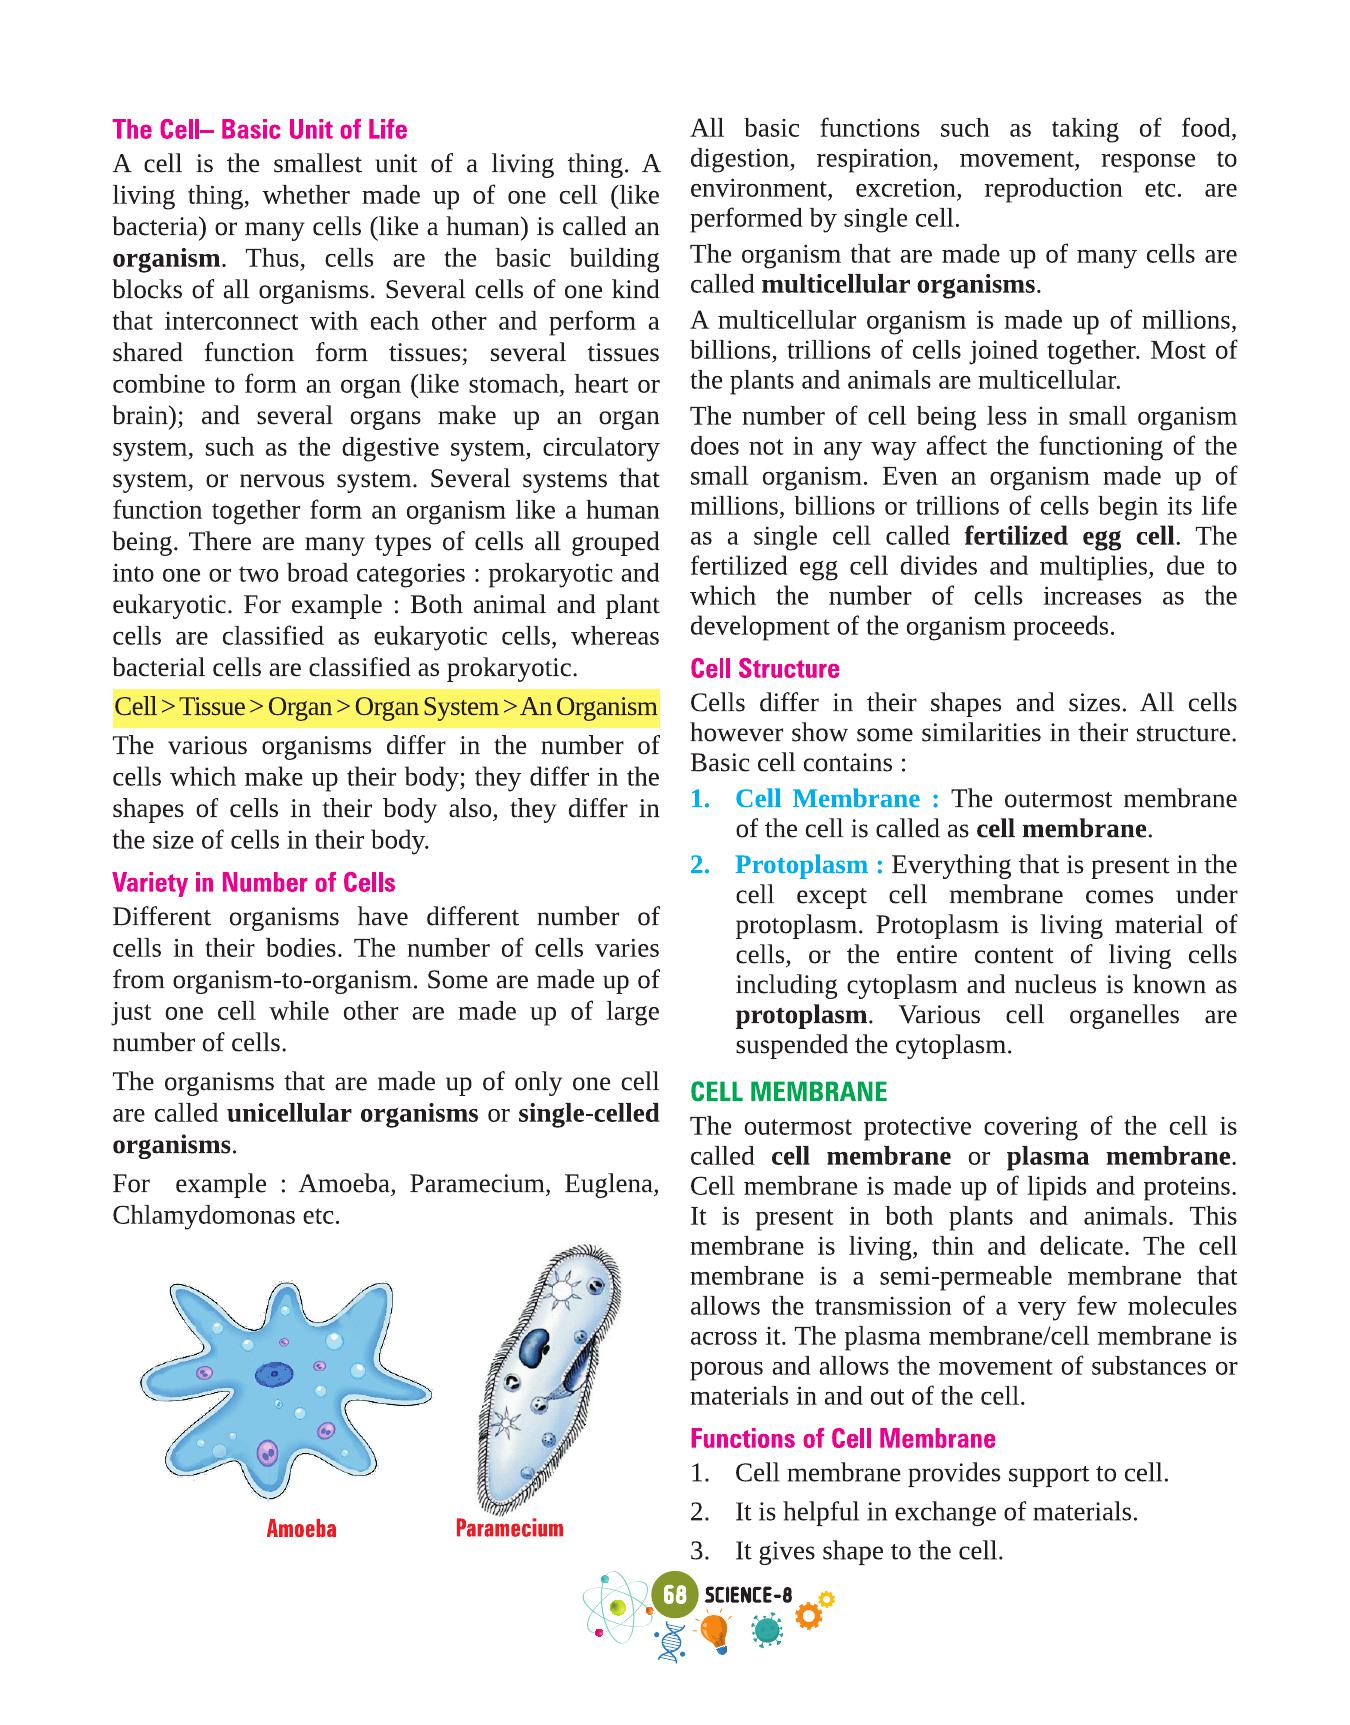 The Cell– Basic Unit of Life
A cell is the smallest unit of a living thing. A
living thing, whether made up of one cell (like
bacteria) or many cells (like a human) is called an
organism. Thus, cells are the basic building
blocks of all organisms. Several cells of one kind
that interconnect with each other and perform a
shared function form tissues; several tissues
combine to form an organ (like stomach, heart or
brain); and several organs make up an organ
system, such as the digestive system, circulatory
system, or nervous system. Several systems that
function together form an organism like a human
being. There are many types of cells all grouped
into one or two broad categories : prokaryotic and
eukaryotic. For example : Both animal and plant
cells are classified as eukaryotic cells, whereas
bacterial cells are classified as prokaryotic.
Cell > Tissue > Organ > Organ System > An Organism
The various organisms differ in the number of
cells which make up their body; they differ in the
shapes of cells in their body also, they differ in
the size of cells in their body.
Variety in Number of Cells
Different organisms have different number of
cells in their bodies. The number of cells varies
from organism-to-organism. Some are made up of
just one cell while other are made up of large
number of cells.
The organisms that are made up of only one cell
are called unicellular organisms or single-celled
organisms.
For example : Amoeba, Paramecium, Euglena,
Chlamydomonas etc.
Amoeba
Paramecium
All basic functions such as taking of food,
digestion, respiration, movement, response to
environment, excretion, reproduction etc. are
performed by single cell.
The organism that are made up of many cells are
called multicellular organisms.
A multicellular organism is made up of millions,
billions, trillions of cells joined together. Most of
the plants and animals are multicellular.
The number of cell being less in small organism
does not in any way affect the functioning of the
small organism. Even an organism made up of
millions, billions or trillions of cells begin its life
as a single cell called fertilized egg cell. The
fertilized egg cell divides and multiplies, due to
which the number of cells increases as the
development of the organism proceeds.
Cell Structure
Cells differ in their shapes and sizes. All cells
however show some similarities in their structure.
Basic cell contains :
1. Cell Membrane : The outermost membrane
of the cell is called as cell membrane.
2. Protoplasm : Everything that is present in the
cell except cell membrane comes under
protoplasm. Protoplasm is living material of
cells, or the entire content of living cells
including cytoplasm and nucleus is known as
protoplasm. Various cell organelles are
suspended the cytoplasm.
CELL MEMBRANE
The outermost protective covering of the cell is
called cell membrane or plasma membrane.
Cell membrane is made up of lipids and proteins.
It is present in both plants and animals. This
membrane is living, thin and delicate. The cell
membrane is a semi-permeable membrane that
allows the transmission of a very few molecules
across it. The plasma membrane/cell membrane is
porous and allows the movement of substances or
materials in and out of the cell.
Functions of Cell Membrane
1. Cell membrane provides support to cell.
2. It is helpful in exchange of materials.
3. It gives shape to the cell.
68 SCIENCE-8